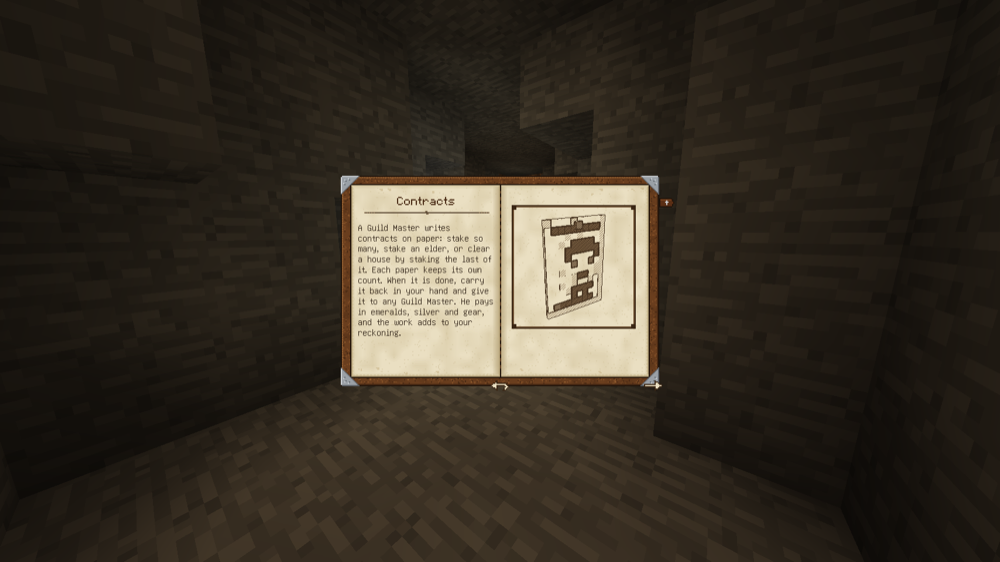 Contracts
A Guild Master writes
contracts on paper: stake so
many, stake an elder, or clear
a house by staking the last of
it. Each paper keeps its own
count. When it is done, carry
it back in your hand and give
it to any Guild Master. He pays
in emeralds, silver and gear,
and the work adds to your
reckoning.